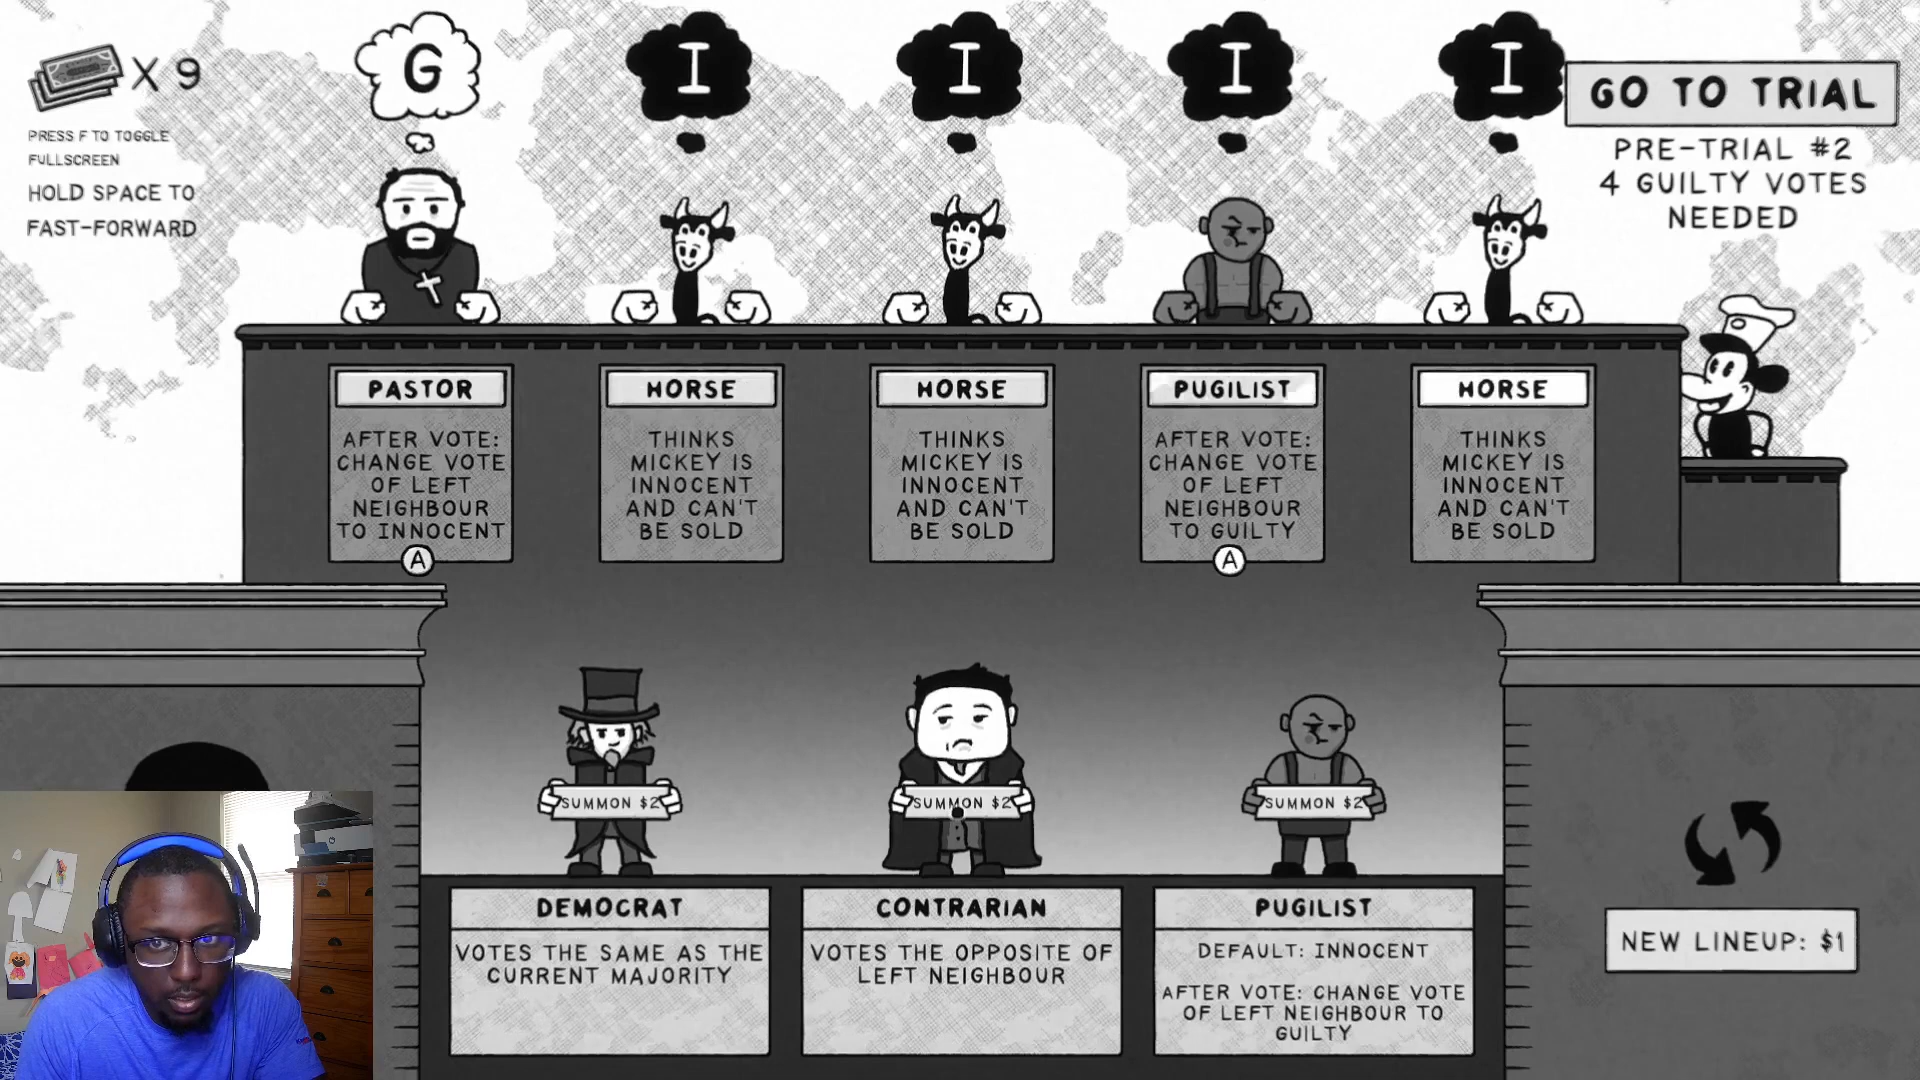 X 9
PRESS F TO TOGGLE
FULLSCREEN
HOLD SPACE TO
FAST-FORWARD
G
I
I
I
I
GO TO TRIAL
PRE-TRIAL #2
4 GUILTY VOTES
NEEDED
PASTOR
AFTER VOTE:
CHANGE VOTE
OF LEFT
NEIGHBOUR
TO INNOCENT
A
HORSE
THINKS
MICKEY IS
INNOCENT
AND CAN'T
BE SOLD
HORSE
THINKS
MICKEY IS
INNOCENT
AND CAN'T
BE SOLD
PUGILIST
AFTER VOTE:
CHANGE VOTE
OF LEFT
NEIGHBOUR
TO GUILTY
A
HORSE
THINKS
MICKEY IS
INNOCENT
AND CAN'T
BE SOLD
SUMMON $2
SUMMON $2
SUMMON $2
DEMOCRAT
VOTES THE SAME AS THE
CURRENT MAJORITY
CONTRARIAN
VOTES THE OPPOSITE OF
LEFT NEIGHBOUR
PUGILIST
DEFAULT: INNOCENT
AFTER VOTE: CHANGE VOTE
OF LEFT NEIGHBOUR TO
GUILTY
NEW LINEUP: $1